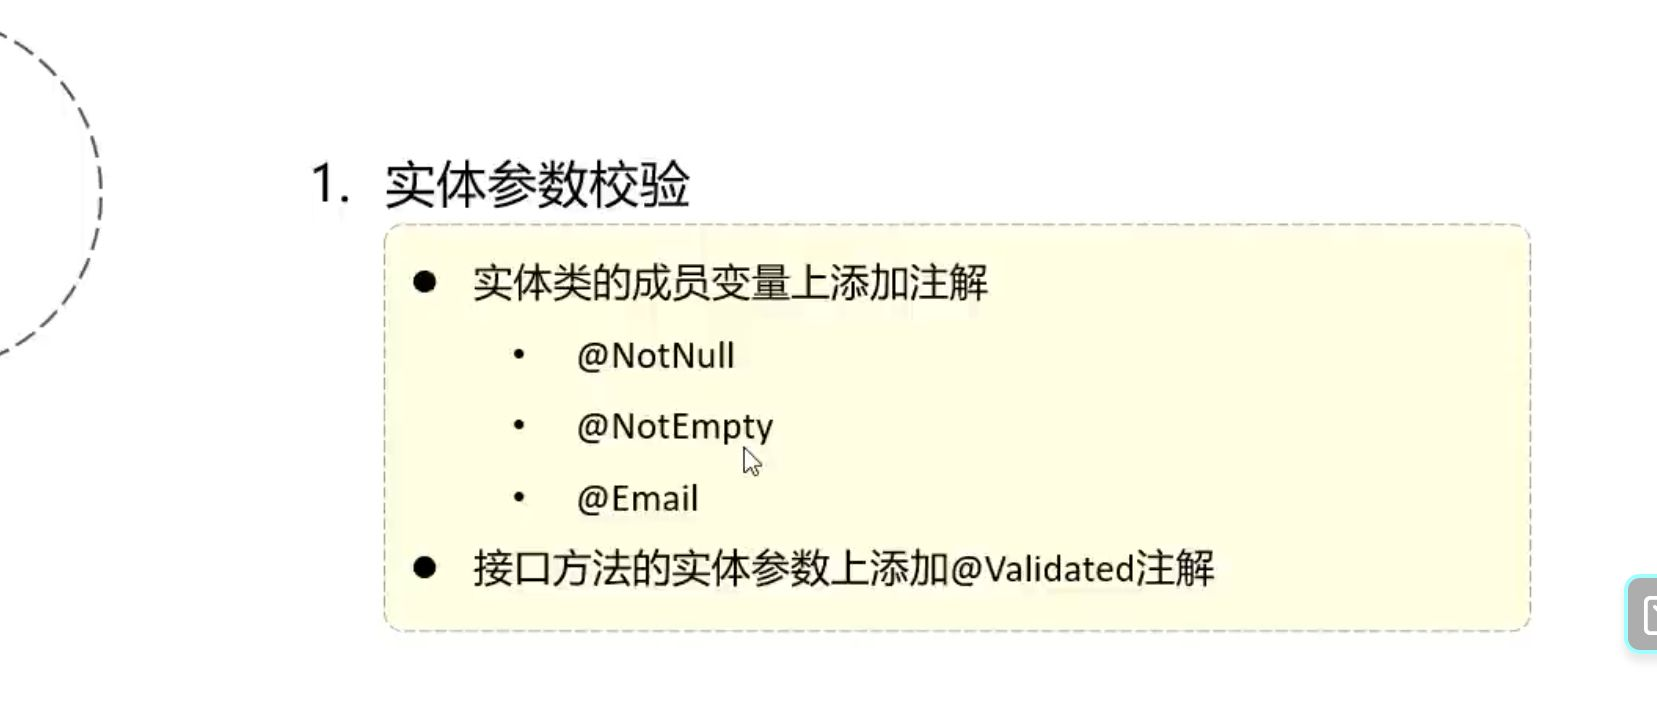 1. 实体参数校验
● 实体类的成员变量上添加注解
• @NotNull
• @NotEmpty
• @Email
● 接口方法的实体参数上添加@Validated注解